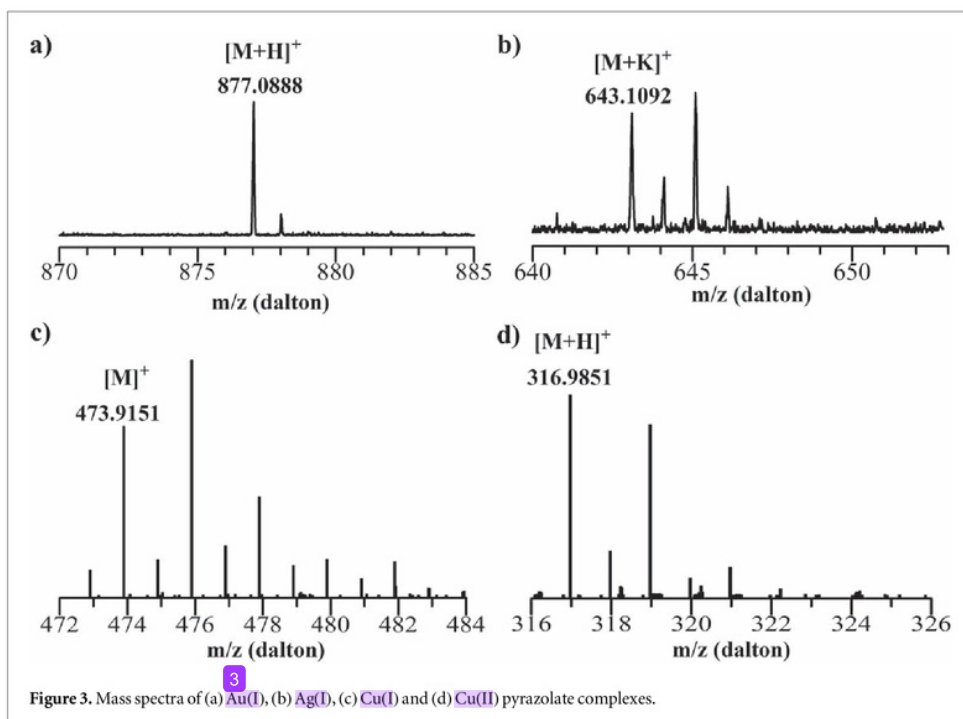 a)
[M+H]+
877.0888
870 875 880 885
m/z (dalton)
b)
[M+K]+
643.1092
640 645 650
m/z (dalton)
c)
[M]+
473.9151
472 474 476 478 480 482 484
m/z (dalton)
d)
[M+H]+
316.9851
316 318 320 322 324 326
m/z (dalton)
3
Figure 3. Mass spectra of (a) Au(I), (b) Ag(I), (c) Cu(I) and (d) Cu(II) pyrazolate complexes.